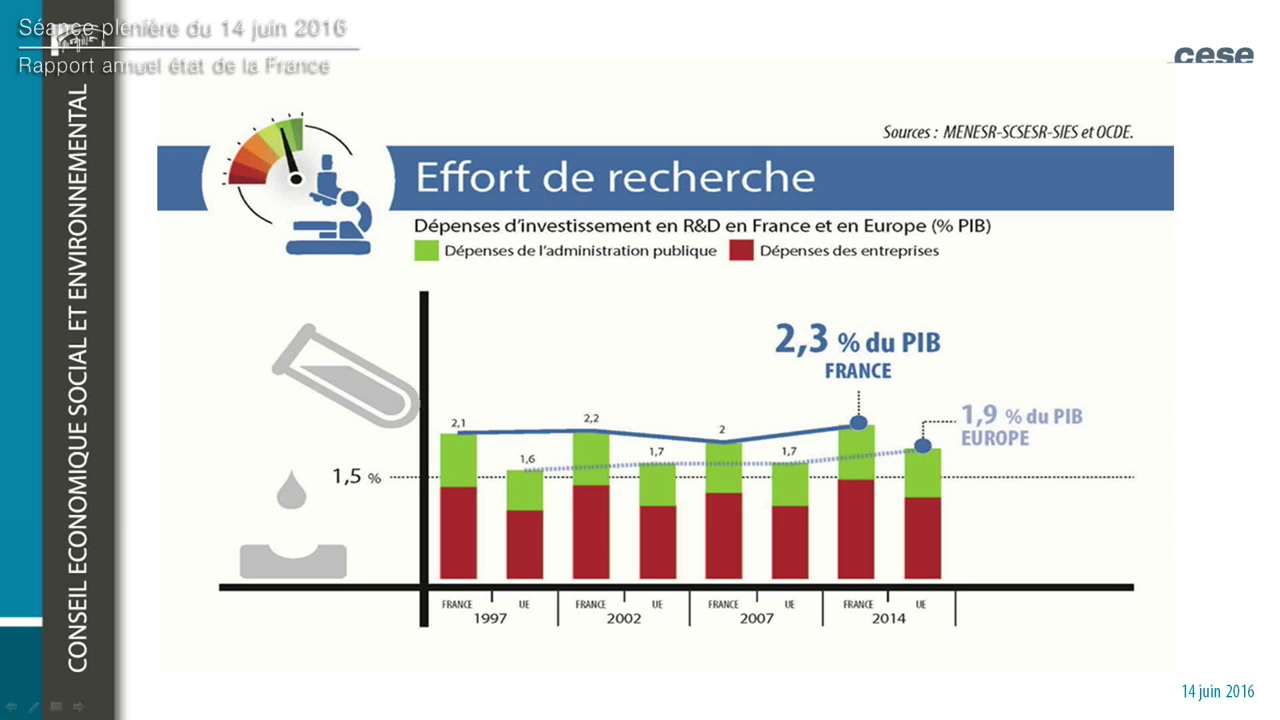 Séance plénière du 14 juin 2016
Rapport annuel état de la France
CONSEIL ECONOMIQUE SOCIAL ET ENVIRONNEMENTAL
cese
Sources : MENESR-SCSESR-SIES et OCDE.
Effort de recherche
Dépenses d'investissement en R&D en France et en Europe (% PIB)
Dépenses de l'administration publique
Dépenses des entreprises
2,3 % du PIB
FRANCE
1,9 % du PIB
EUROPE
2,1
1,6
2,2
1,7
2
1,7
1,5 %
FRANCE UE FRANCE UE FRANCE UE FRANCE UE
1997 2002 2007 2014
14 juin 2016